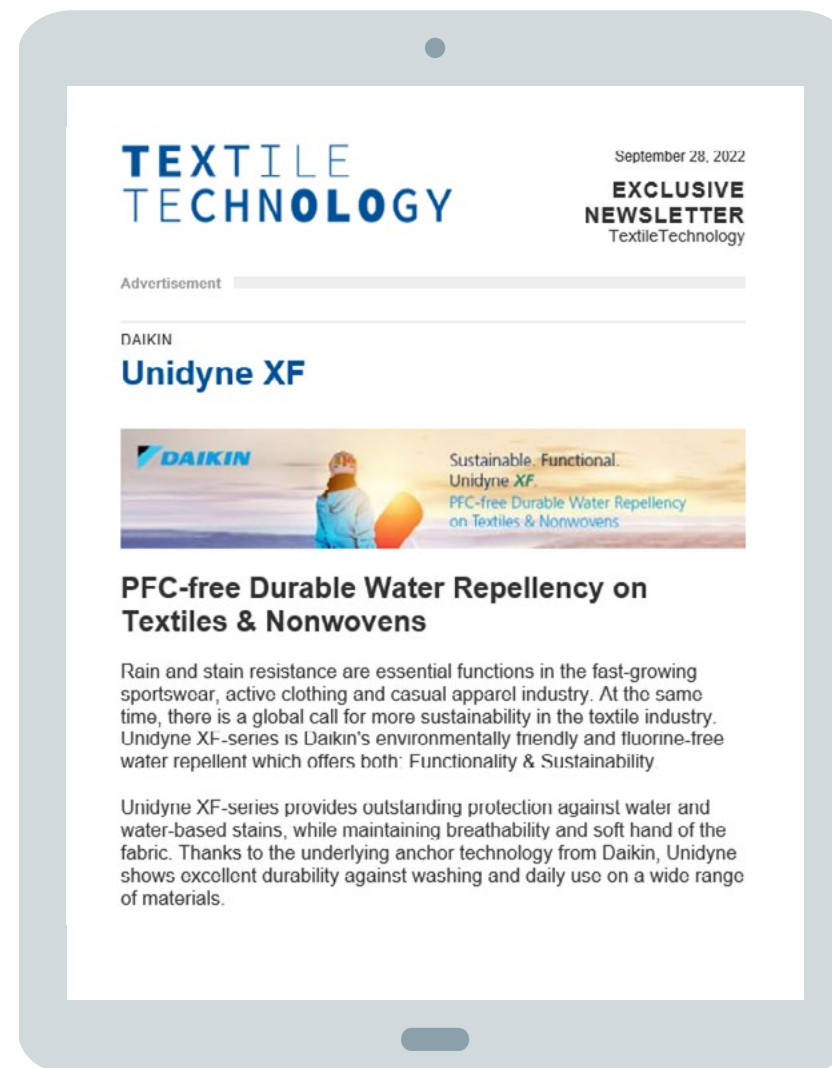 TEXTILE
TECHNOLOGY
September 28, 2022
EXCLUSIVE
NEWSLETTER
TextileTechnology
Advertisement
DAIKIN
Unidyne XF
DAIKIN
Sustainable. Functional.
Unidyne XF.
PFC-free Durable Water Repellency
on Textiles & Nonwovens
PFC-free Durable Water Repellency on
Textiles & Nonwovens
Rain and stain resistance are essential functions in the fast-growing
sportswear, active clothing and casual apparel industry. At the same
time, there is a global call for more sustainability in the textile industry.
Unidyne XF-series is Daikin's environmentally friendly and fluorine-free
water repellent which offers both: Functionality & Sustainability
Unidyne XF-series provides outstanding protection against water and
water-based stains, while maintaining breathability and soft hand of the
fabric. Thanks to the underlying anchor technology from Daikin, Unidyne
shows excellent durability against washing and daily use on a wide range
of materials.